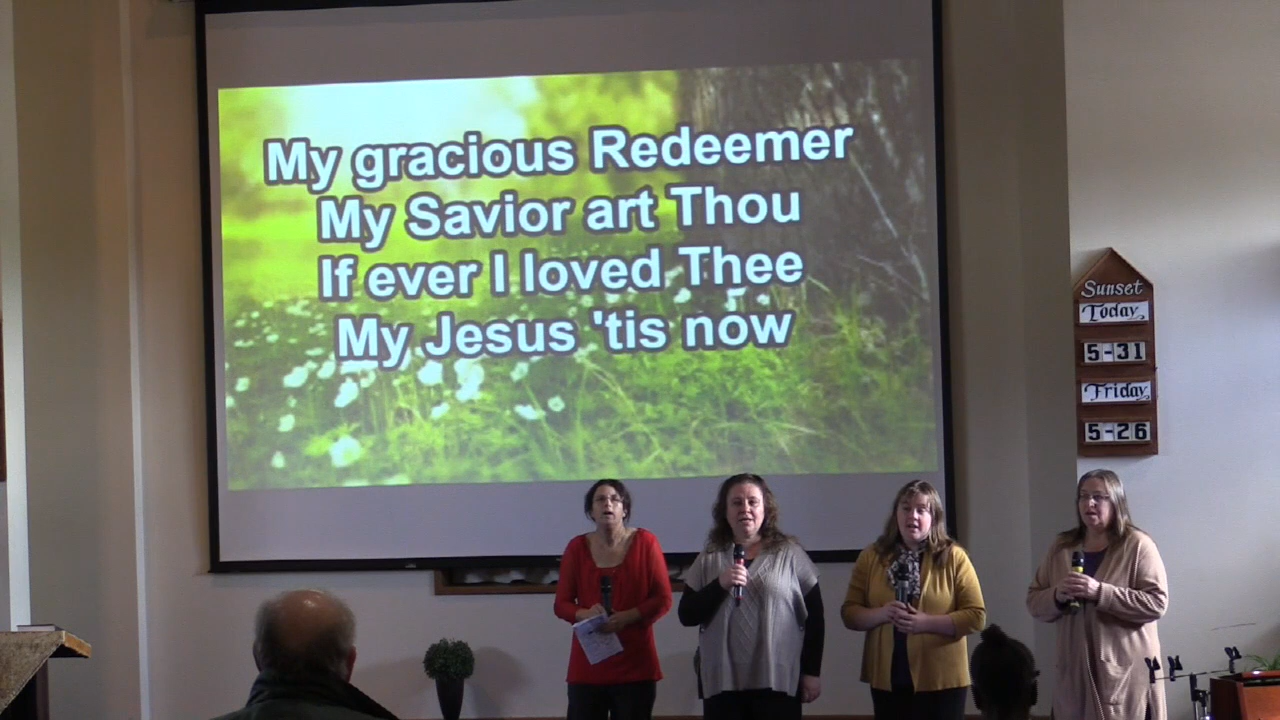 My gracious Redeemer
My Savior art Thou
If ever I loved Thee
My Jesus 'tis now
Sunset
Today
5-31
Friday
5-26